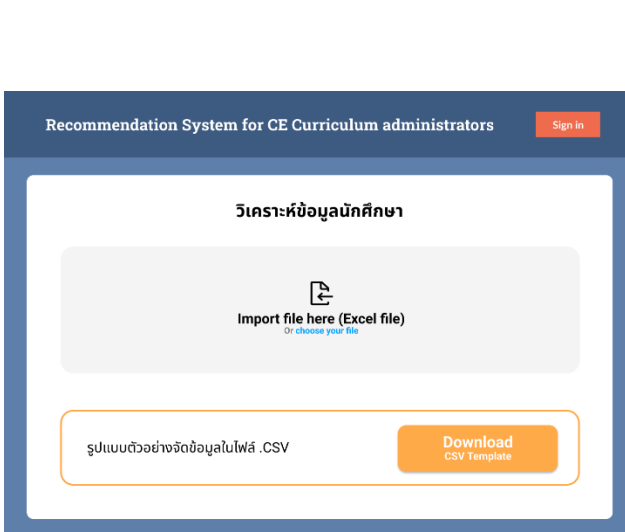 Recommendation System for CE Curriculum administrators
Sign in
วิเคราะห์ข้อมูลนักศึกษา
Import file here (Excel file)
Or choose your file
รูปแบบตัวอย่างจัดข้อมูลในไฟล์ .CSV
Download
CSV Template